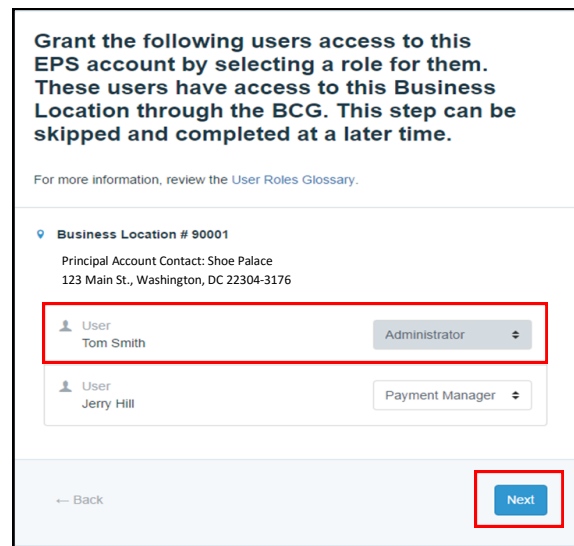 Grant the following users access to this
EPS account by selecting a role for them.
These users have access to this Business
Location through the BCG. This step can be
skipped and completed at a later time.
For more information, review the User Roles Glossary.
Business Location # 90001
Principal Account Contact: Shoe Palace
123 Main St., Washington, DC 22304-3176
User
Tom Smith
Administrator
User
Jerry Hill
Payment Manager
← Back
Next